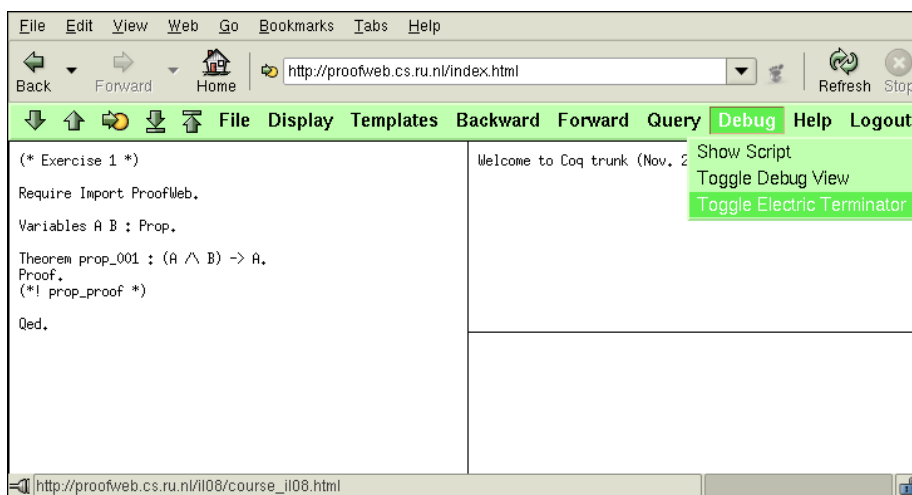 File Edit View Web Go Bookmarks Tabs Help
http://proofweb.cs.ru.nl/index.html
Back Forward Home Refresh Stop
File Display Templates Backward Forward Query Debug Help Logout
Show Script
Toggle Debug View
Toggle Electric Terminator
(* Exercise 1 *)
Require Import ProofWeb.
Variables A B : Prop.
Theorem prop_001 : (A /\ B) -> A.
Proof.
(*! prop_proof *)
Qed.
Welcome to Coq trunk (Nov. 2
http://proofweb.cs.ru.nl/il08/course_il08.html